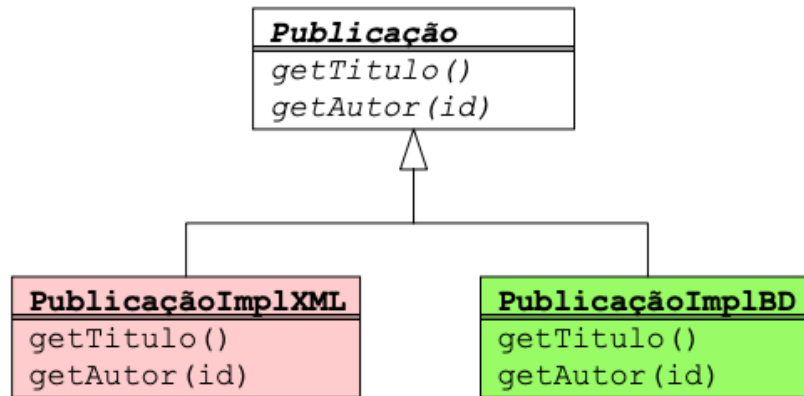 Publicação
getTitulo()
getAutor(id)
PublicaçãoImplXML
getTitulo()
getAutor(id)
PublicaçãoImplBD
getTitulo()
getAutor(id)